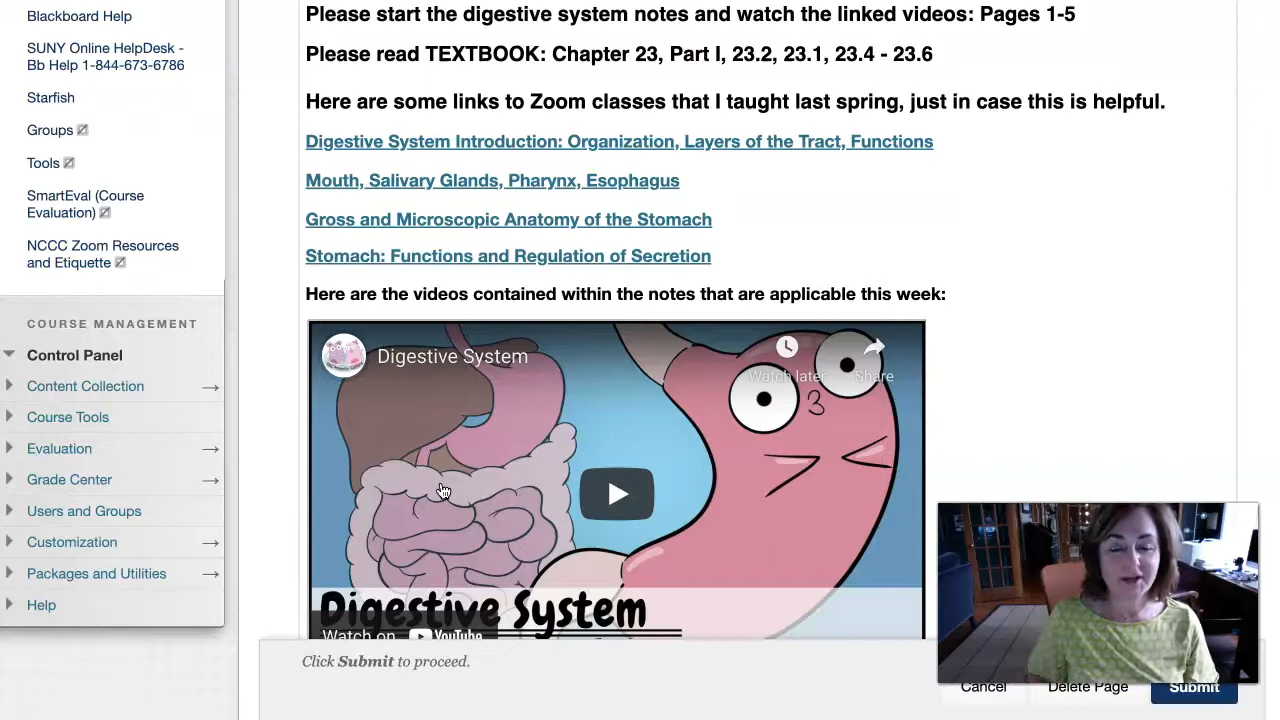 Blackboard Help
SUNY Online HelpDesk -
Bb Help 1-844-673-6786
Starfish
Groups
Tools
SmartEval (Course
Evaluation)
NCCC Zoom Resources
and Etiquette
COURSE MANAGEMENT
Control Panel
Content Collection
Course Tools
Evaluation
Grade Center
Users and Groups
Customization
Packages and Utilities
Help
Please start the digestive system notes and watch the linked videos: Pages 1-5
Please read TEXTBOOK: Chapter 23, Part I, 23.2, 23.1, 23.4 - 23.6
Here are some links to Zoom classes that I taught last spring, just in case this is helpful.
Digestive System Introduction: Organization, Layers of the Tract, Functions
Mouth, Salivary Glands, Pharynx, Esophagus
Gross and Microscopic Anatomy of the Stomach
Stomach: Functions and Regulation of Secretion
Here are the videos contained within the notes that are applicable this week:
Digestive System
Watch later
Share
Digestive System
Watch on YouTube
Click Submit to proceed.
Cancel
Delete Page
Submit